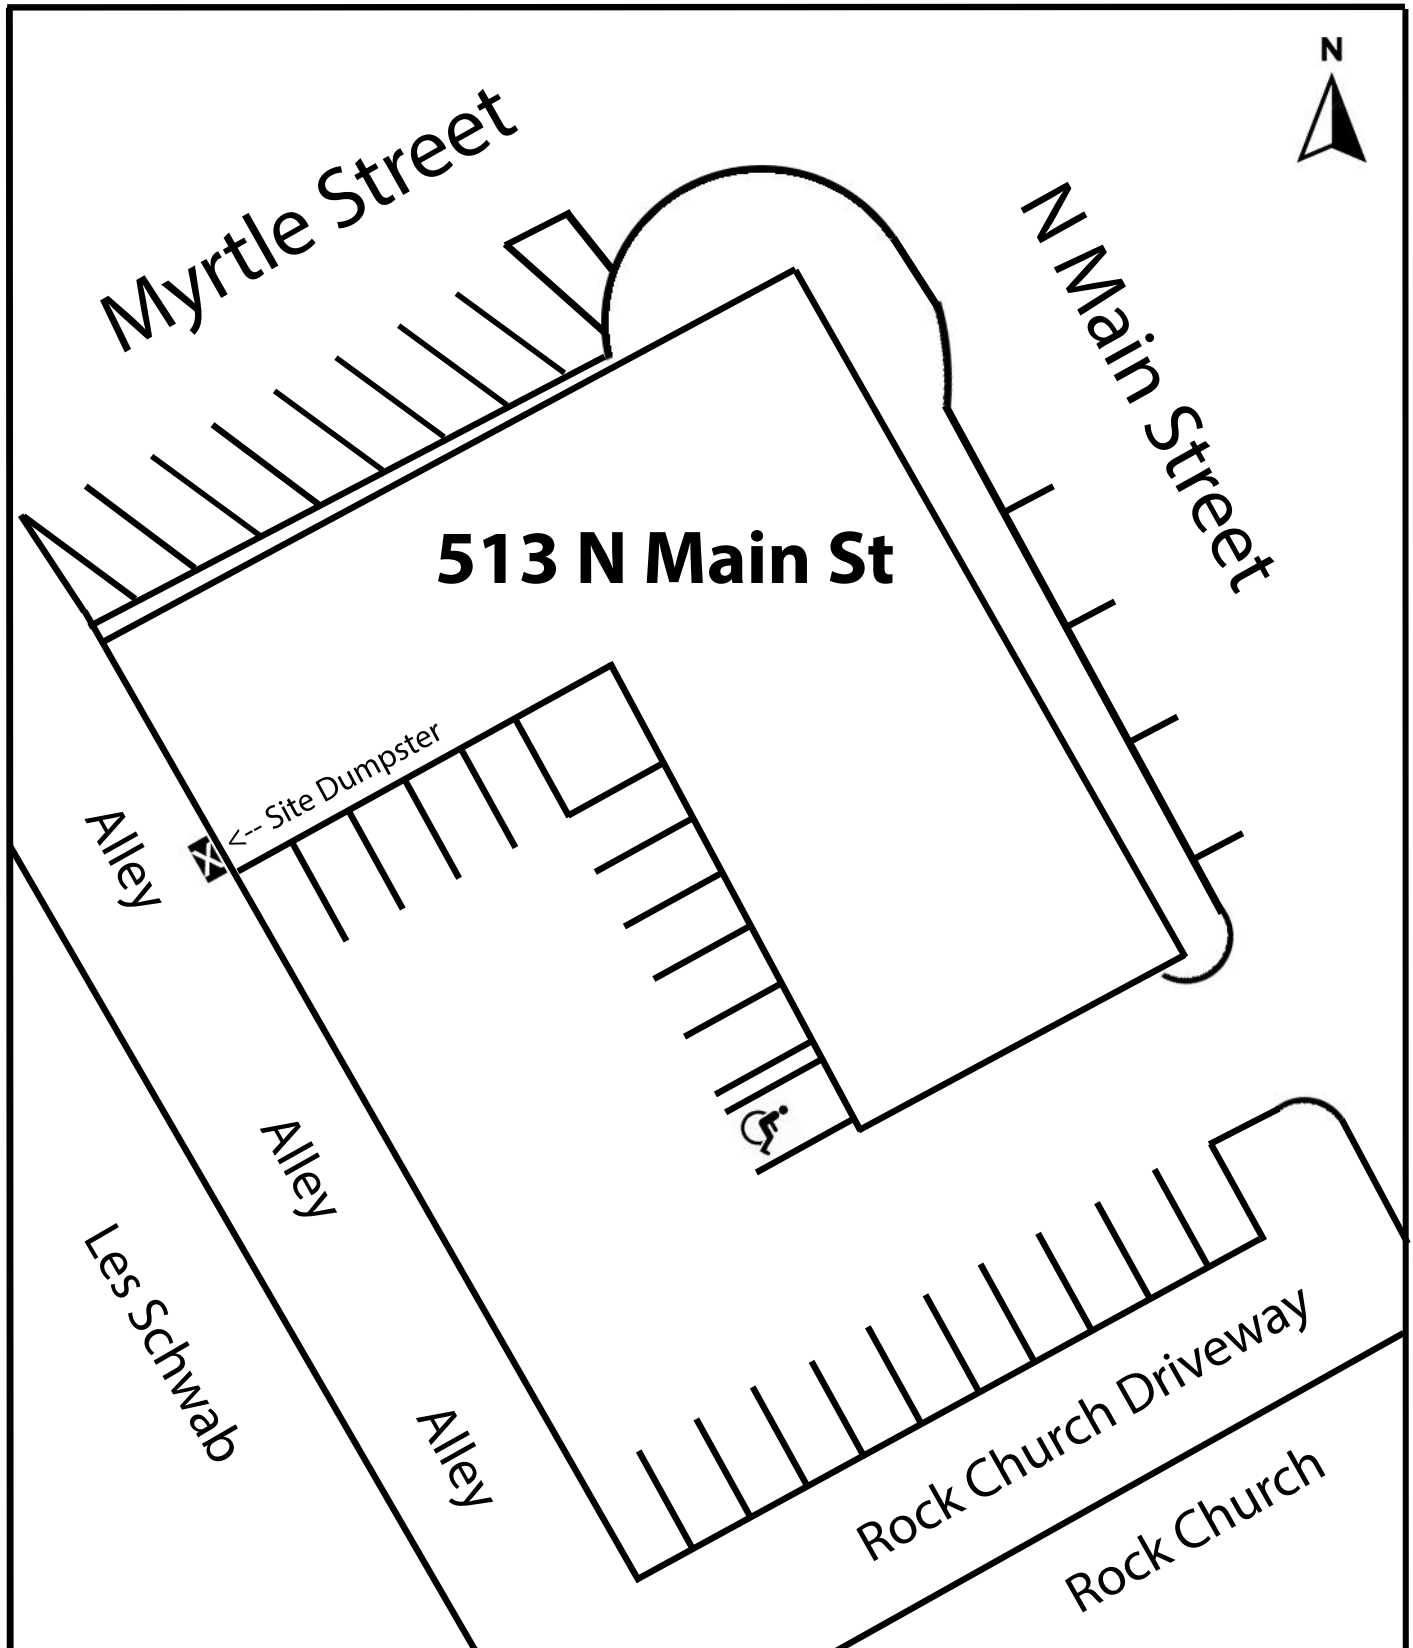 N
Myrtle Street
N Main Street
513 N Main St
<-- Site Dumpster
Alley
Alley
Alley
Les Schwab
Rock Church Driveway
Rock Church